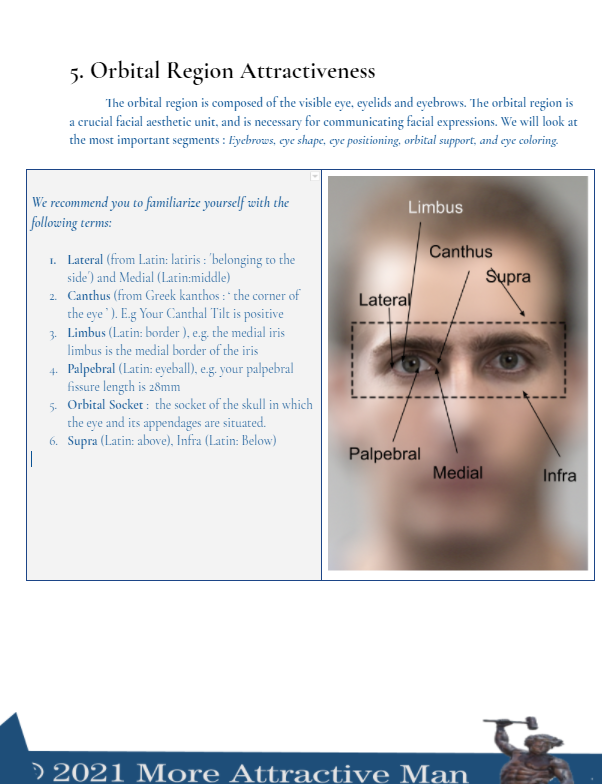 5. Orbital Region Attractiveness
The orbital region is composed of the visible eye, eyelids and eyebrows. The orbital region is
a crucial facial aesthetic unit, and is necessary for communicating facial expressions. We will look at
the most important segments : Eyebrows, eye shape, eye positioning, orbital support, and eye coloring.
We recommend you to familiarize yourself with the
following terms:
1. Lateral (from Latin: latiris : 'belonging to the
side') and Medial (Latin:middle)
2. Canthus (from Greek kanthos : ' the corner of
the eye ' ). E.g Your Canthal Tilt is positive
3. Limbus (Latin: border ), e.g. the medial iris
limbus is the medial border of the iris
4. Palpebral (Latin: eyeball), e.g. your palpebral
fissure length is 28mm
5. Orbital Socket : the socket of the skull in which
the eye and its appendages are situated.
6. Supra (Latin: above), Infra (Latin: Below)
Limbus
Canthus
Supra
Lateral
Palpebral
Medial
Infra
© 2021 More Attractive Man